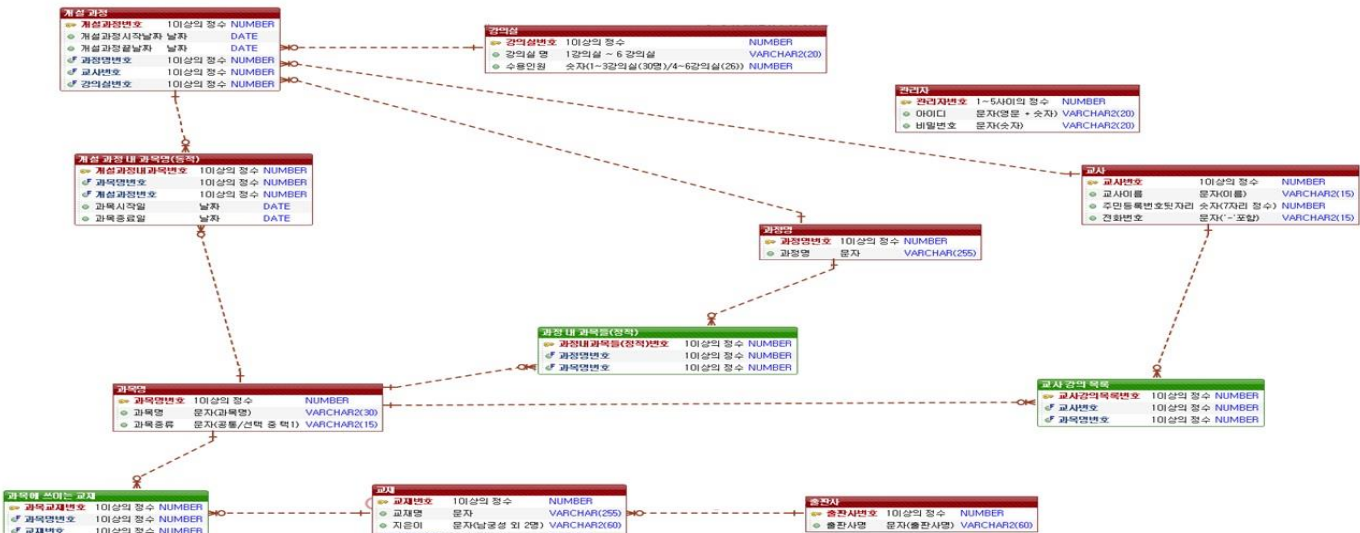 개설 과정
개설과정번호 1이상의 정수 NUMBER
개설과정시작날짜 날짜 DATE
개설과정끝날짜 날짜 DATE
과정명번호 1이상의 정수 NUMBER
교사번호 1이상의 정수 NUMBER
강의실번호 1이상의 정수 NUMBER
강의실
강의실번호 1이상의 정수 NUMBER
강의실 명 1강의실 ~ 6 강의실 VARCHAR2(20)
수용인원 숫자(1~3강의실(30명)/4~6강의실(26)) NUMBER
관리자
관리자번호 1~5사이의 정수 NUMBER
아이디 문자(영문 + 숫자) VARCHAR2(20)
비밀번호 문자(숫자) VARCHAR2(20)
개설 과정 내 과목명(동적)
개설과정내과목번호 1이상의 정수 NUMBER
과목명번호 1이상의 정수 NUMBER
개설과정번호 1이상의 정수 NUMBER
과목시작일 날짜 DATE
과목종료일 날짜 DATE
교사
교사번호 1이상의 정수 NUMBER
교사이름 문자(이름) VARCHAR2(15)
주민등록번호뒷자리 숫자(7자리 정수) NUMBER
전화번호 문자('-'포함) VARCHAR2(15)
과정명
과정명번호 1이상의 정수 NUMBER
과정명 문자 VARCHAR(255)
과정 내 과목들(정적)
과정내과목들(정적)번호 1이상의 정수 NUMBER
과정명번호 1이상의 정수 NUMBER
과목명번호 1이상의 정수 NUMBER
과목명
과목명번호 1이상의 정수 NUMBER
과목명 문자(과목명) VARCHAR2(30)
과목종류 문자(공통/선택 중 택1) VARCHAR2(15)
교사 강의 목록
교사강의목록번호 1이상의 정수 NUMBER
교사번호 1이상의 정수 NUMBER
과목명번호 1이상의 정수 NUMBER
과목에 쓰이는 교재
과목교재번호 1이상의 정수 NUMBER
과목명번호 1이상의 정수 NUMBER
교재번호 1이상의 정수 NUMBER
교재
교재번호 1이상의 정수 NUMBER
교재명 문자 VARCHAR(255)
지은이 문자(남궁성 외 2명) VARCHAR2(60)
출판사
출판사번호 1이상의 정수 NUMBER
출판사명 문자(출판사명) VARCHAR2(60)